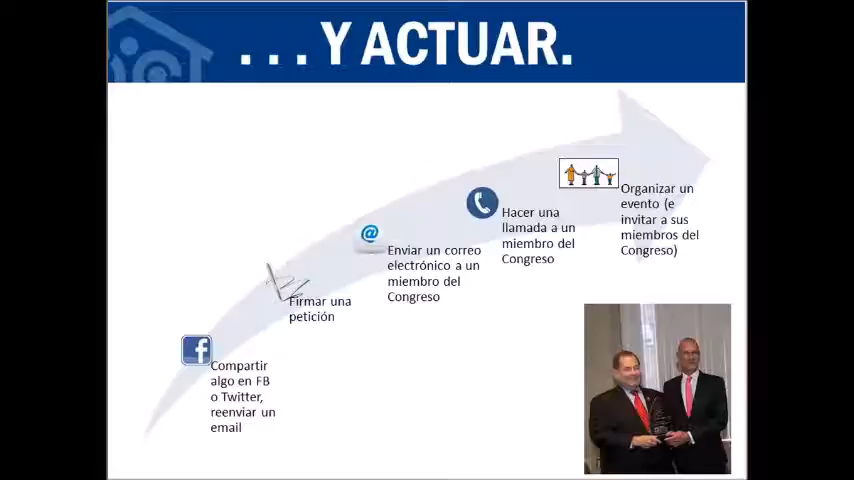 . . . Y ACTUAR.
Compartir
algo en FB
o Twitter,
reenviar un
email
Firmar una
petición
@
Enviar un correo
electrónico a un
miembro del
Congreso
Hacer una
llamada a un
miembro del
Congreso
Organizar un
evento (e
invitar a sus
miembros del
Congreso)